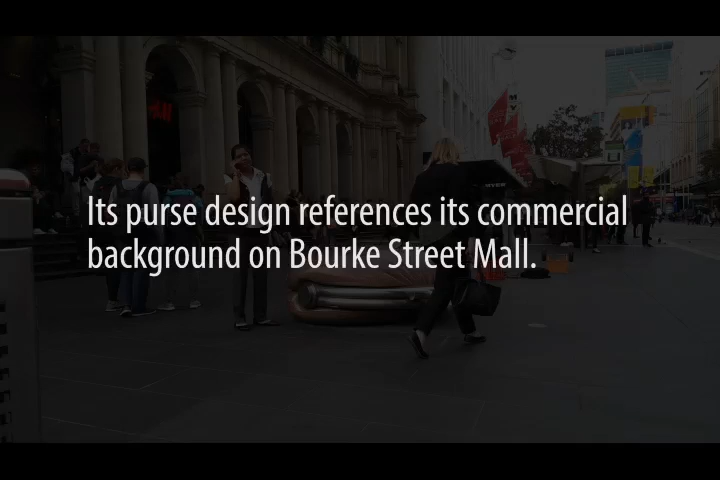 Its purse design references its commercial
background on Bourke Street Mall.